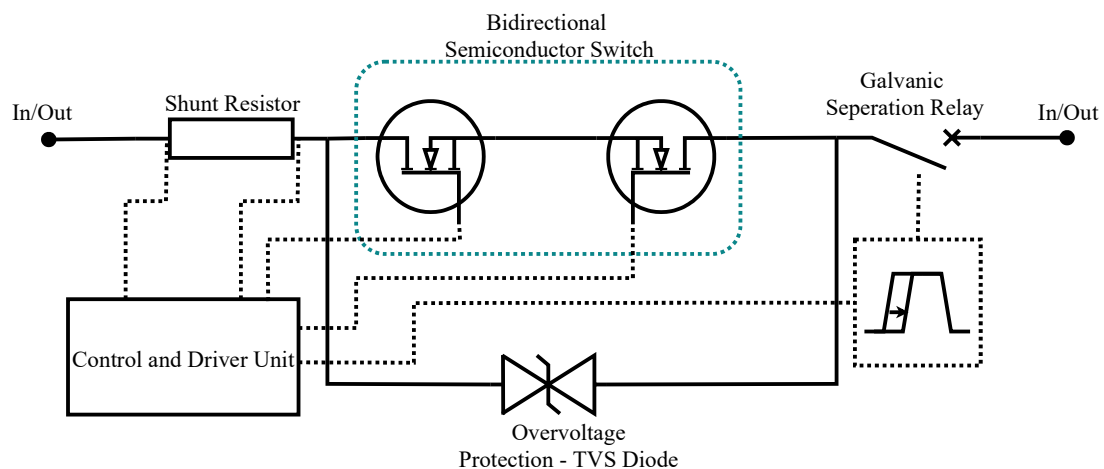 Bidirectional
Semiconductor Switch
In/Out
Shunt Resistor
Galvanic
Seperation Relay
In/Out
Control and Driver Unit
Overvoltage
Protection - TVS Diode